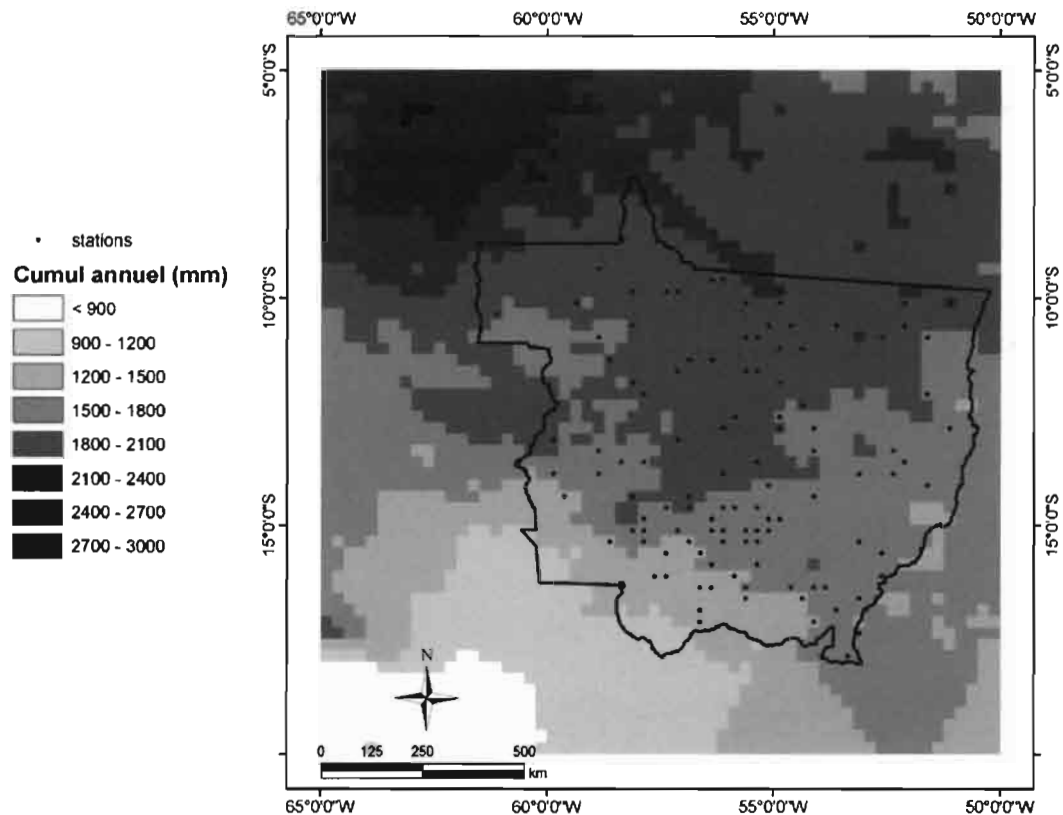 65°0'0"W 60°0'0"W 55°0'0"W 50°0'0"W
5°0'0"S 5°0'0"S
stations
Cumul annuel (mm)
< 900
900 - 1200
1200 - 1500
1500 - 1800
1800 - 2100
2100 - 2400
2400 - 2700
2700 - 3000
10°0'0"S 10°0'0"S
15°0'0"S 15°0'0"S
N
0 125 250 500
km
65°0'0"W 60°0'0"W 55°0'0"W 50°0'0"W